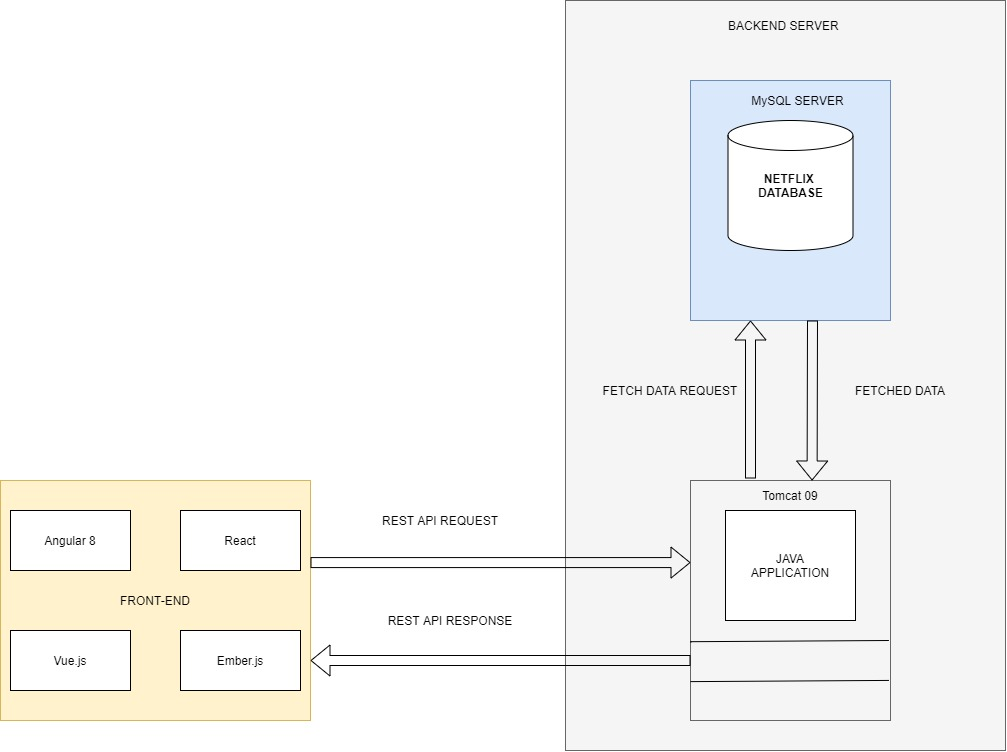 BACKEND SERVER
MySQL SERVER
NETFLIX
DATABASE
FETCH DATA REQUEST
FETCHED DATA
Tomcat 09
JAVA
APPLICATION
REST API REQUEST
REST API RESPONSE
Angular 8
React
FRONT-END
Vue.js
Ember.js